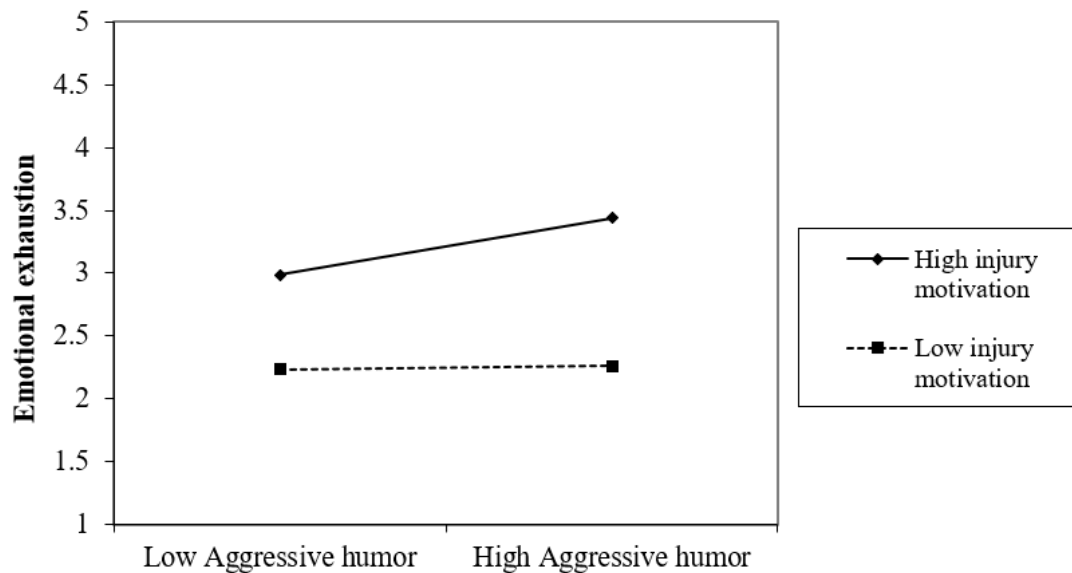 5
4.5
4
3.5
3
2.5
2
1.5
1
Emotional exhaustion
Low Aggressive humor
High Aggressive humor
High injury
motivation
Low injury
motivation